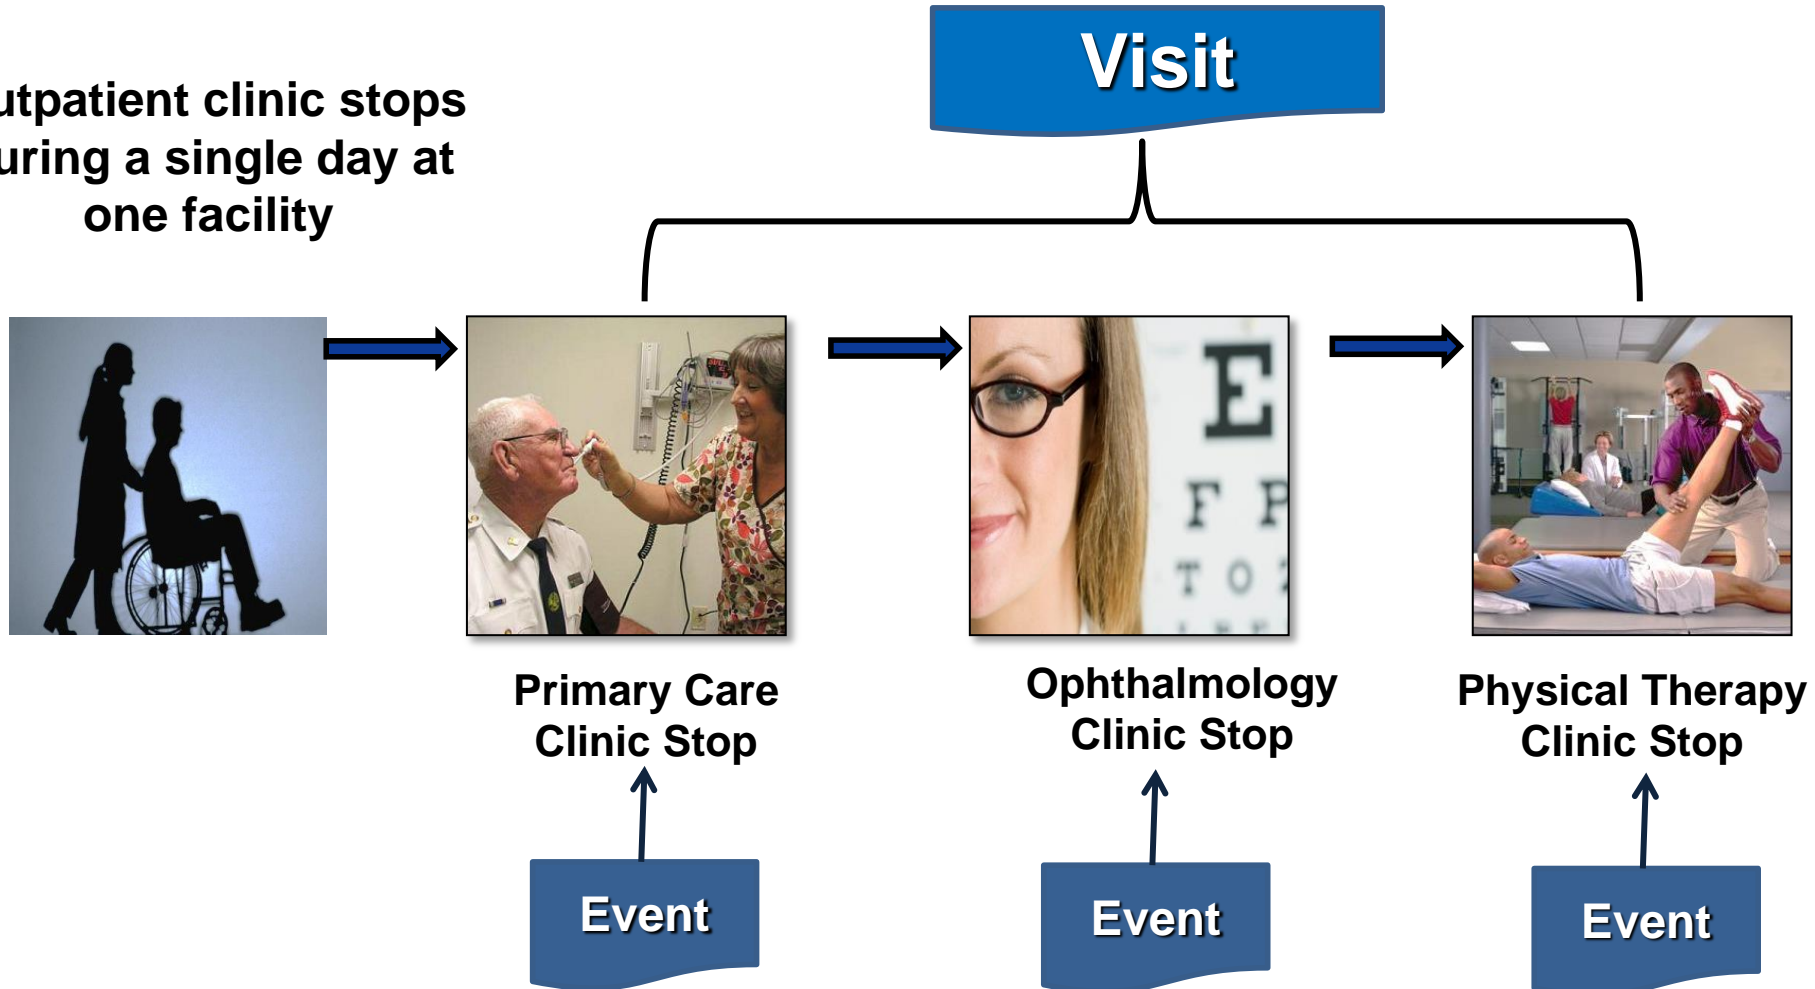 Visit
utpatient clinic stops
uring a single day at
one facility
E
F P
T O
Primary Care
Clinic Stop
Ophthalmology
Clinic Stop
Physical Therapy
Clinic Stop
Event
Event
Event